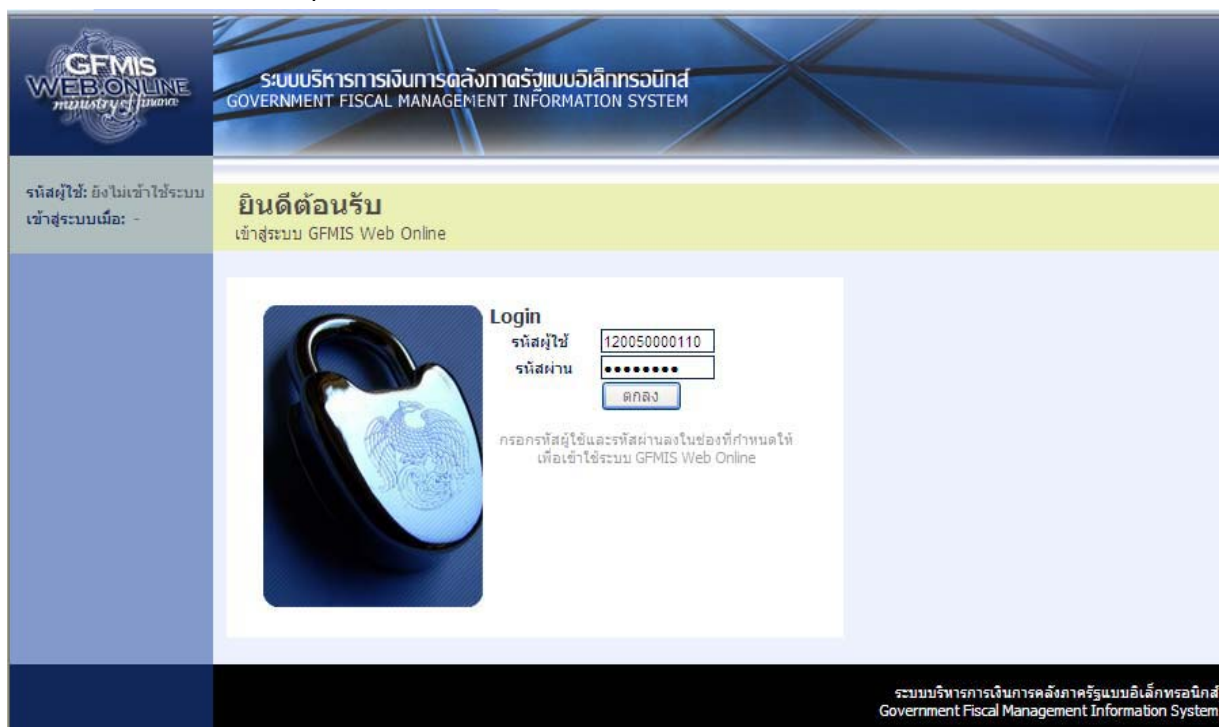 GFMIS
WEB ONLINE
ministry of finance
ระบบบริหารการเงินการคลังภาครัฐแบบอิเล็กทรอนิกส์
GOVERNMENT FISCAL MANAGEMENT INFORMATION SYSTEM
รหัสผู้ใช้: ยังไม่เข้าใช้ระบบ
เข้าสู่ระบบเมื่อ: -
ยินดีต้อนรับ
เข้าสู่ระบบ GFMIS Web Online
Login
รหัสผู้ใช้ 120050000110
รหัสผ่าน ••••••••
ตกลง
กรอกรหัสผู้ใช้และรหัสผ่านลงในช่องที่กำหนดให้
เพื่อเข้าใช้ระบบ GFMIS Web Online
ระบบบริหารการเงินการคลังภาครัฐแบบอิเล็กทรอนิกส์
Government Fiscal Management Information System